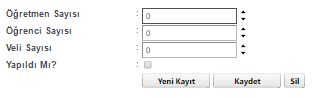 Öğretmen Sayısı : 0
Öğrenci Sayısı : 0
Veli Sayısı : 0
Yapıldı Mı? :
Yeni Kayıt Kaydet Sil